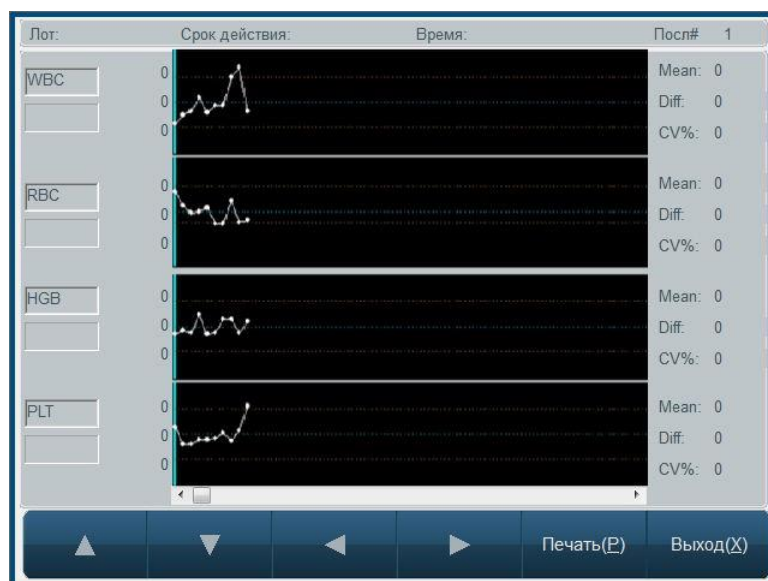 Лот: Срок действия: Время: Посл# 1
WBC 0 Mean: 0
0 Diff: 0
0 CV%: 0
RBC 0 Mean: 0
0 Diff: 0
0 CV%: 0
HGB 0 Mean: 0
0 Diff: 0
0 CV%: 0
PLT 0 Mean: 0
0 Diff: 0
0 CV%: 0
Печать(P) Выход(X)